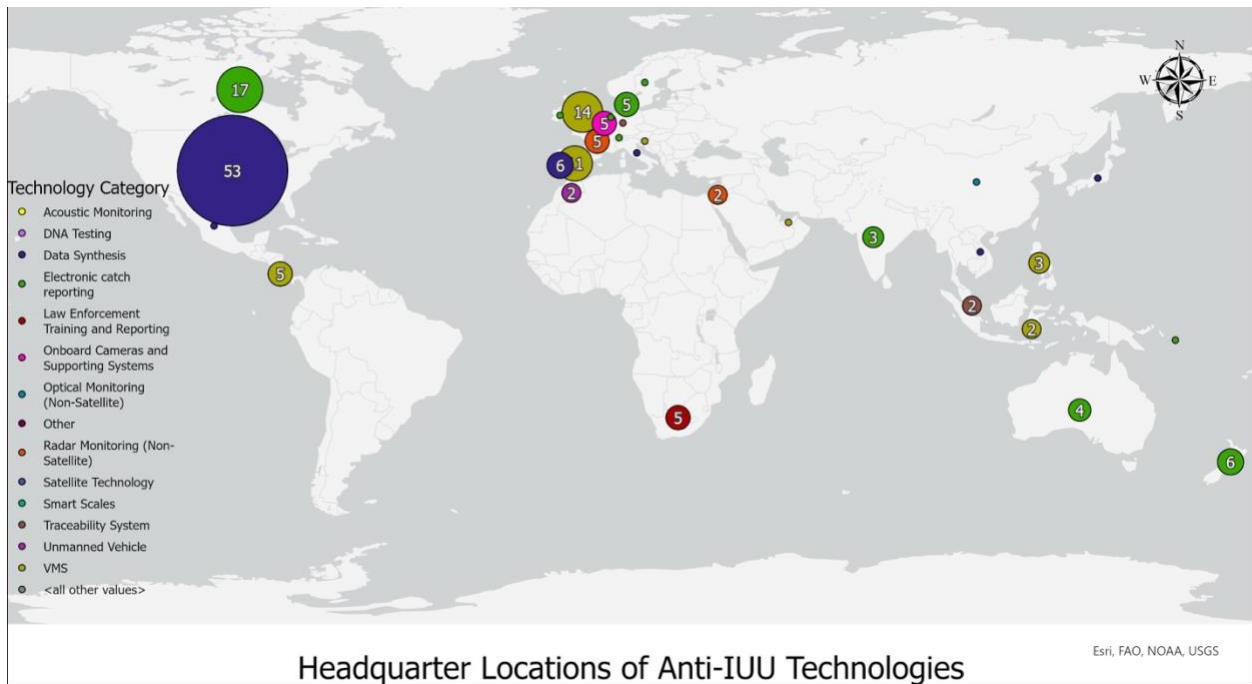 N
W E
S
17
53
5
14
5
5
5
6
1
2
2
3
3
2
2
5
4
6
Technology Category
Acoustic Monitoring
DNA Testing
Data Synthesis
Electronic catch
reporting
Law Enforcement
Training and Reporting
Onboard Cameras and
Supporting Systems
Optical Monitoring
(Non-Satellite)
Other
Radar Monitoring (Non-
Satellite)
Satellite Technology
Smart Scales
Traceability System
Unmanned Vehicle
VMS
<all other values>
Esri, FAO, NOAA, USGS
Headquarter Locations of Anti-IUU Technologies